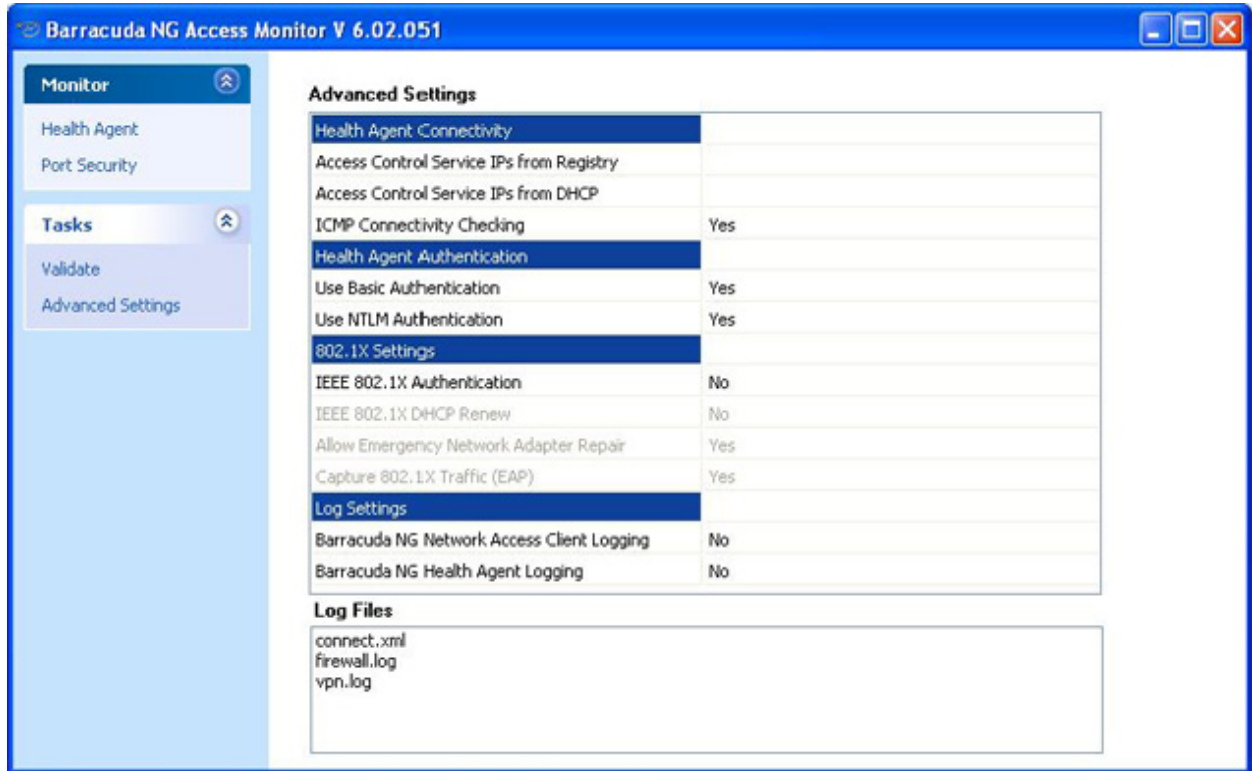 Barracuda NG Access Monitor V 6.02.051
Monitor
Health Agent
Port Security
Tasks
Validate
Advanced Settings
Advanced Settings
Health Agent Connectivity
Access Control Service IPs from Registry
Access Control Service IPs from DHCP
ICMP Connectivity Checking Yes
Health Agent Authentication
Use Basic Authentication Yes
Use NTLM Authentication Yes
802.1X Settings
IEEE 802.1X Authentication No
IEEE 802.1X DHCP Renew No
Allow Emergency Network Adapter Repair Yes
Capture 802.1X Traffic (EAP) Yes
Log Settings
Barracuda NG Network Access Client Logging No
Barracuda NG Health Agent Logging No
Log Files
connect.xml
firewall.log
vpn.log